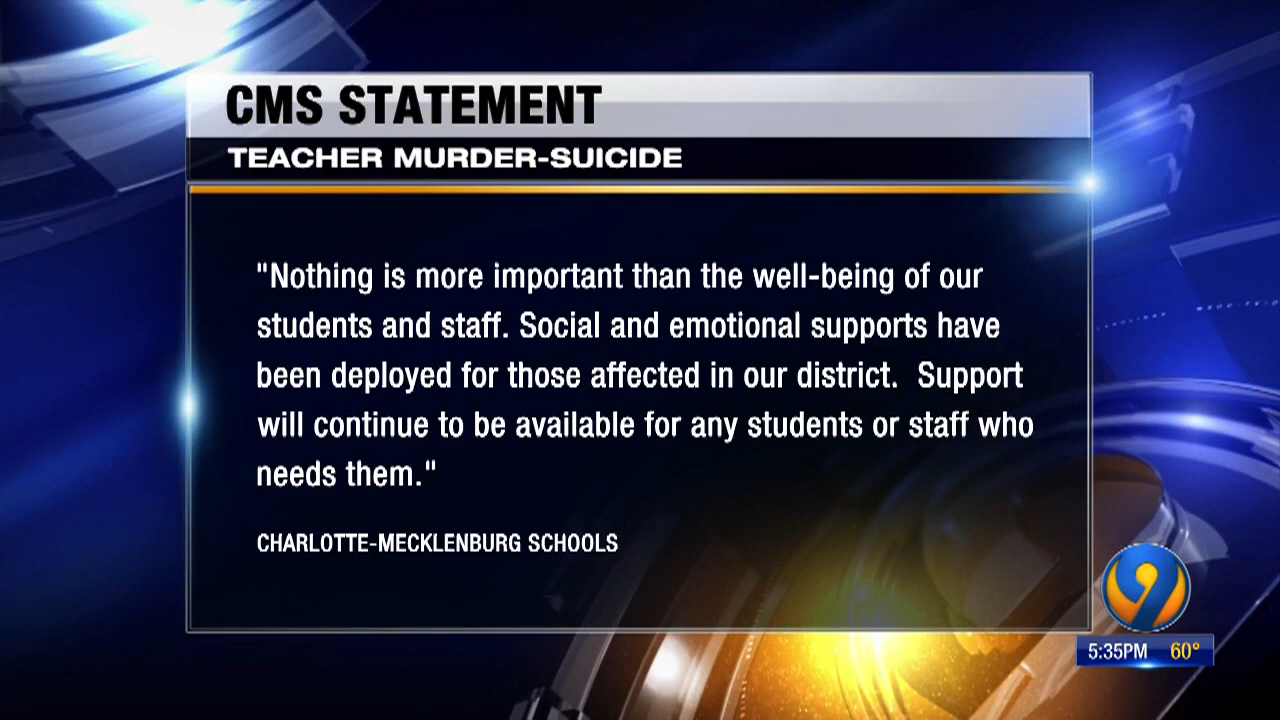 CMS STATEMENT
TEACHER MURDER-SUICIDE
"Nothing is more important than the well-being of our
students and staff. Social and emotional supports have
been deployed for those affected in our district.  Support
will continue to be available for any students or staff who
needs them."
CHARLOTTE-MECKLENBURG SCHOOLS
9
5:35PM 60°